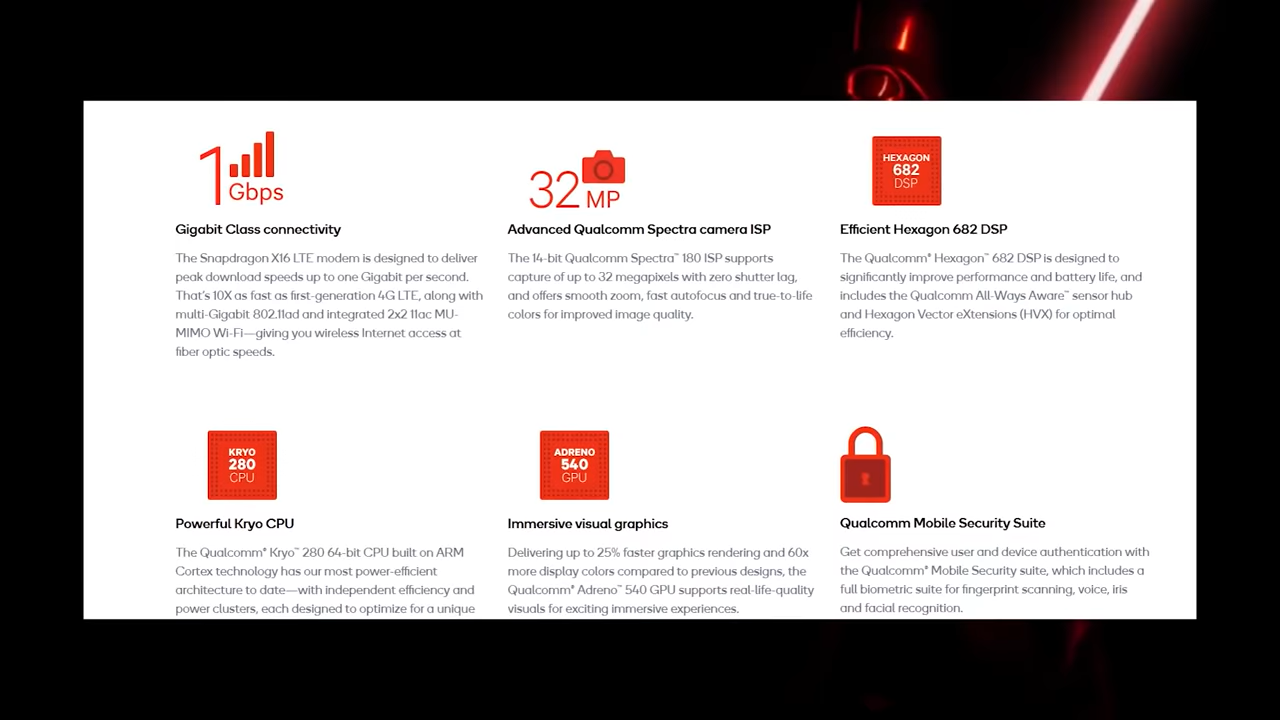 1 Gbps
Gigabit Class connectivity
The Snapdragon X16 LTE modem is designed to deliver
peak download speeds up to one Gigabit per second.
That's 10X as fast as first-generation 4G LTE, along with
multi-Gigabit 802.11ad and integrated 2x2 11ac MU-
MIMO Wi-Fi—giving you wireless Internet access at
fiber optic speeds.
32 MP
Advanced Qualcomm Spectra camera ISP
The 14-bit Qualcomm Spectra™ 180 ISP supports
capture of up to 32 megapixels with zero shutter lag,
and offers smooth zoom, fast autofocus and true-to-life
colors for improved image quality.
HEXAGON
682
DSP
Efficient Hexagon 682 DSP
The Qualcomm® Hexagon™ 682 DSP is designed to
significantly improve performance and battery life, and
includes the Qualcomm All-Ways Aware™ sensor hub
and Hexagon Vector eXtensions (HVX) for optimal
efficiency.
KRYO
280
CPU
Powerful Kryo CPU
The Qualcomm® Kryo™ 280 64-bit CPU built on ARM
Cortex technology has our most power-efficient
architecture to date—with independent efficiency and
power clusters, each designed to optimize for a unique
ADRENO
540
GPU
Immersive visual graphics
Delivering up to 25% faster graphics rendering and 60x
more display colors compared to previous designs, the
Qualcomm® Adreno™ 540 GPU supports real-life-quality
visuals for exciting immersive experiences.
Qualcomm Mobile Security Suite
Get comprehensive user and device authentication with
the Qualcomm® Mobile Security suite, which includes a
full biometric suite for fingerprint scanning, voice, iris
and facial recognition.